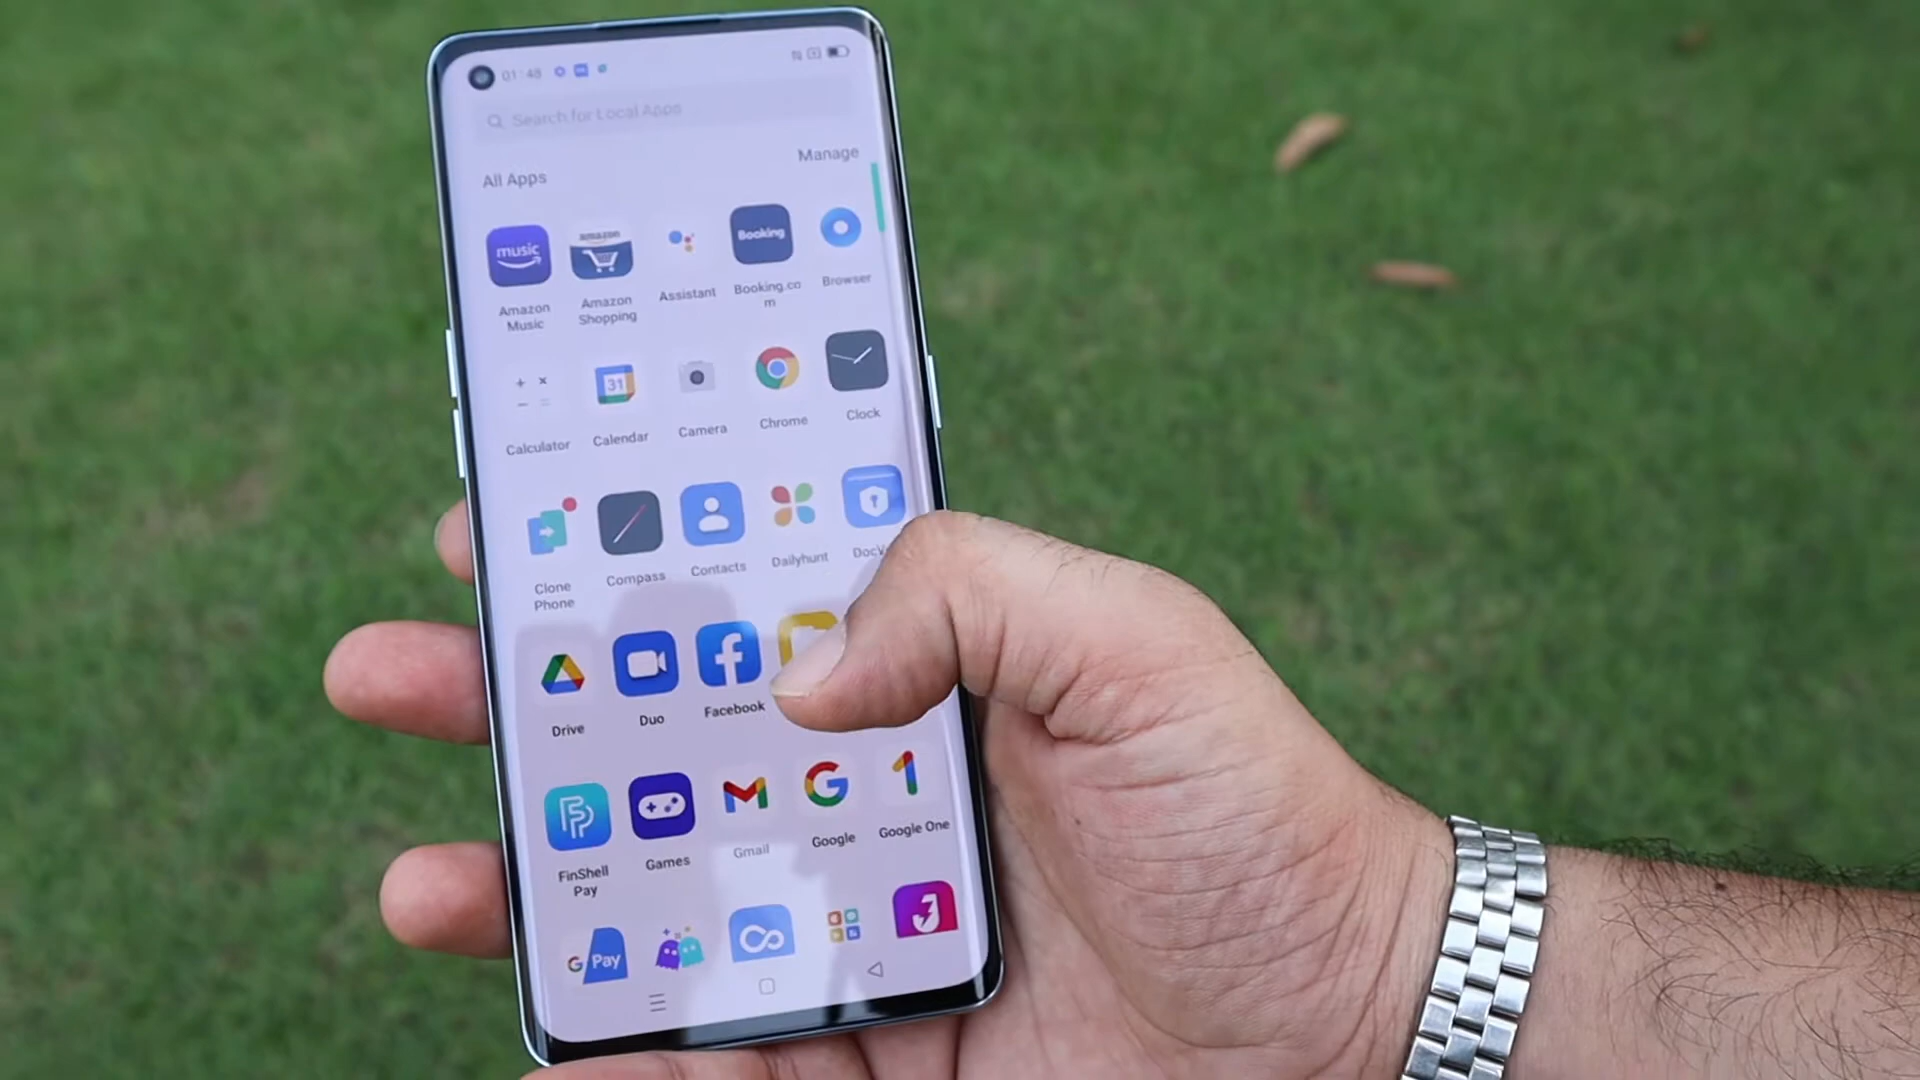 01:48
Search for Local Apps
Manage
All Apps
music
amazon
Booking
Amazon
Music
Amazon
Shopping
Assistant
Booking.co
m
Browser
31
Calculator
Calendar
Camera
Chrome
Clock
Clone
Phone
Compass
Contacts
Dailyhunt
DocV
Drive
Duo
Facebook
FinShell
Pay
Games
Gmail
Google
Google One
G Pay